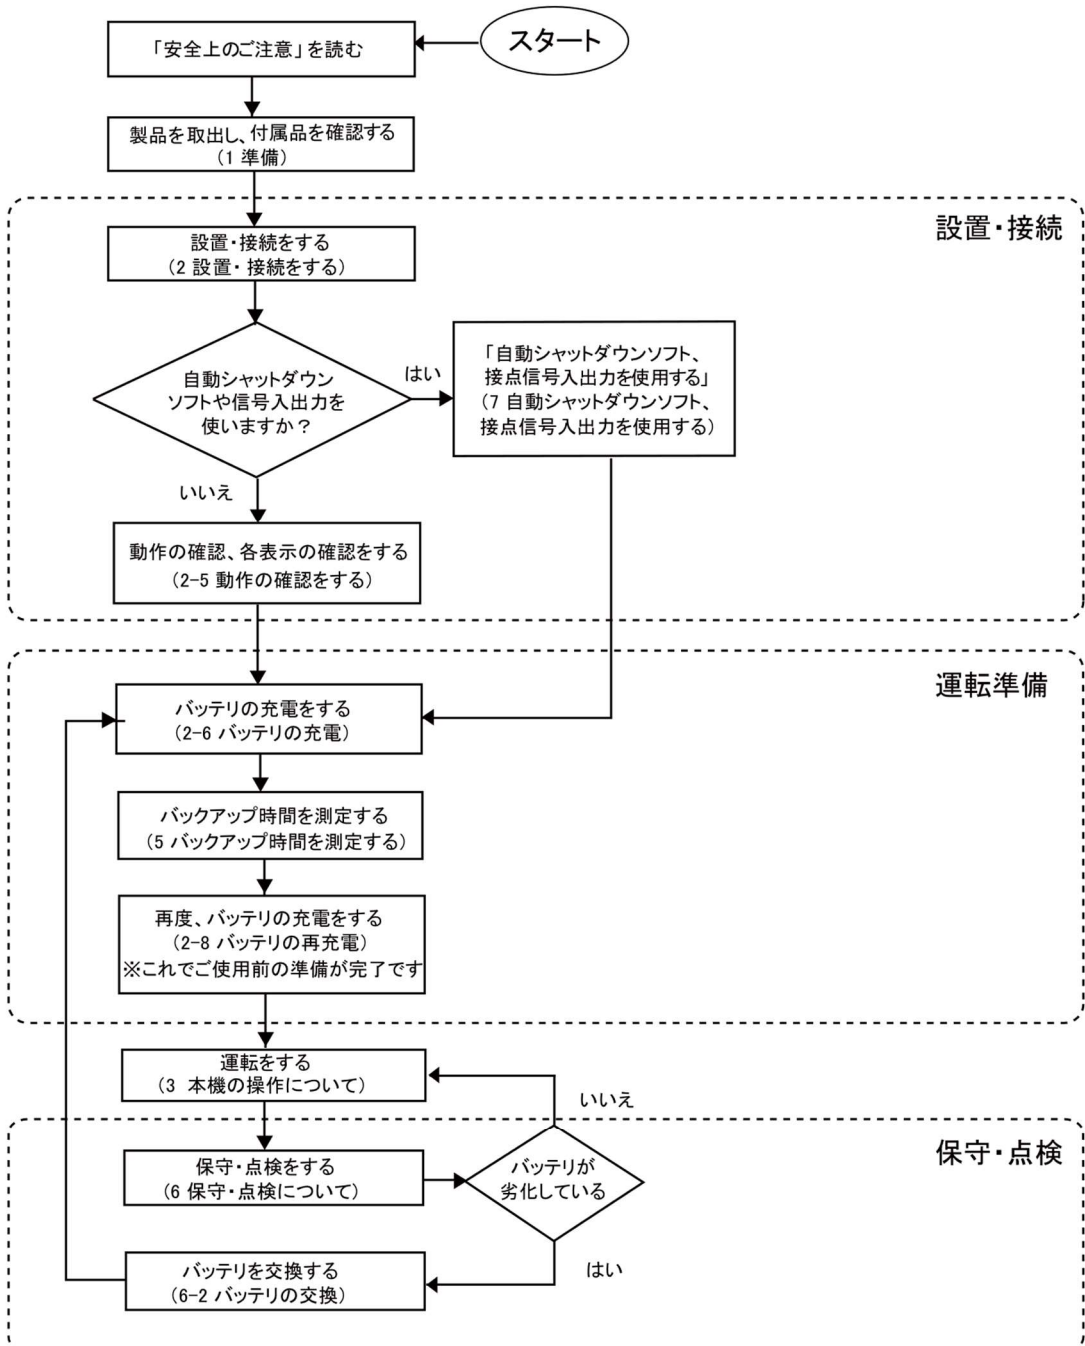 スタート
「安全上のご注意」を読む
製品を取出し、付属品を確認する
(1 準備)
設置・接続
設置・接続をする
(2 設置・接続をする)
自動シャットダウン
ソフトや信号入出力を
使いますか？
はい
「自動シャットダウンソフト、
接点信号入出力を使用する」
(7 自動シャットダウンソフト、
接点信号入出力を使用する)
いいえ
動作の確認、各表示の確認をする
(2-5 動作の確認をする)
運転準備
バッテリの充電をする
(2-6 バッテリの充電)
バックアップ時間を測定する
(5 バックアップ時間を測定する)
再度、バッテリの充電をする
(2-8 バッテリの再充電)
※これでご使用前の準備が完了です
運転をする
(3 本機の操作について)
いいえ
保守・点検
保守・点検をする
(6 保守・点検について)
バッテリが
劣化している
はい
バッテリを交換する
(6-2 バッテリの交換)